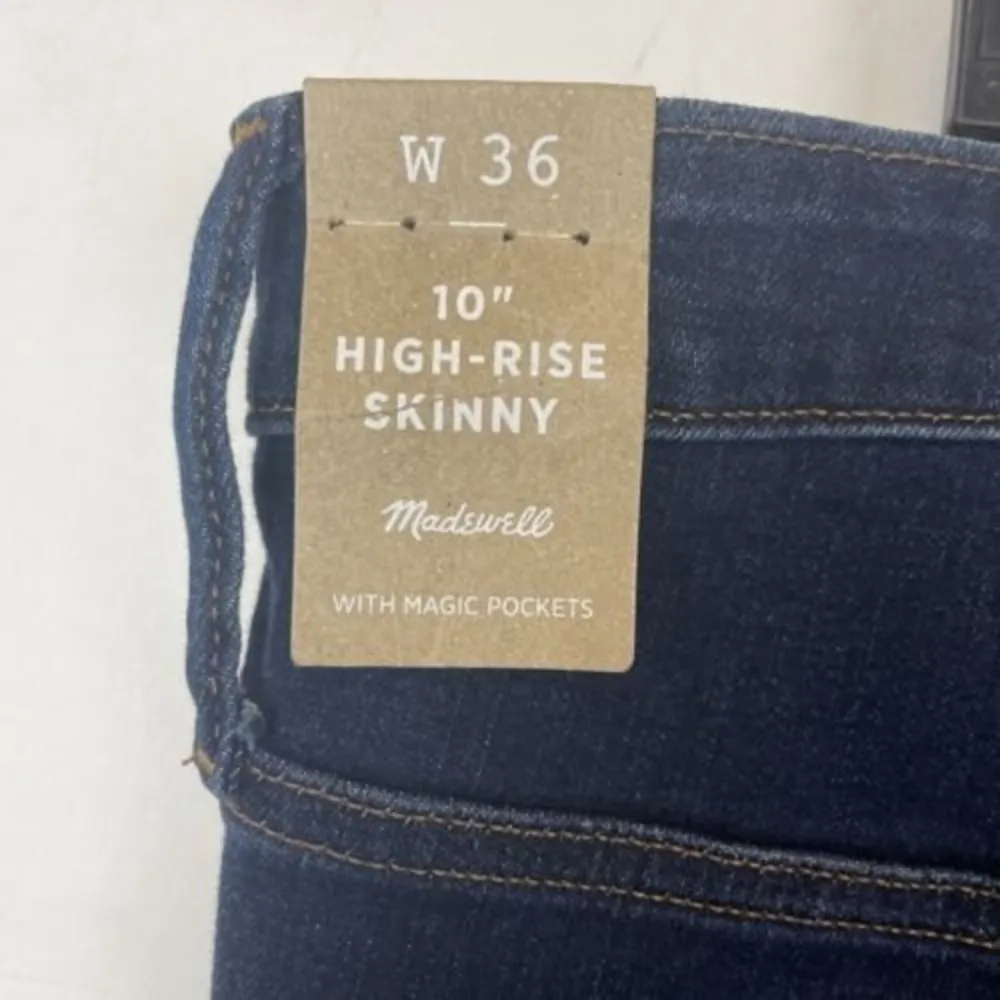 W 36
10"
HIGH-RISE
SKINNY
Madewell
WITH MAGIC POCKETS